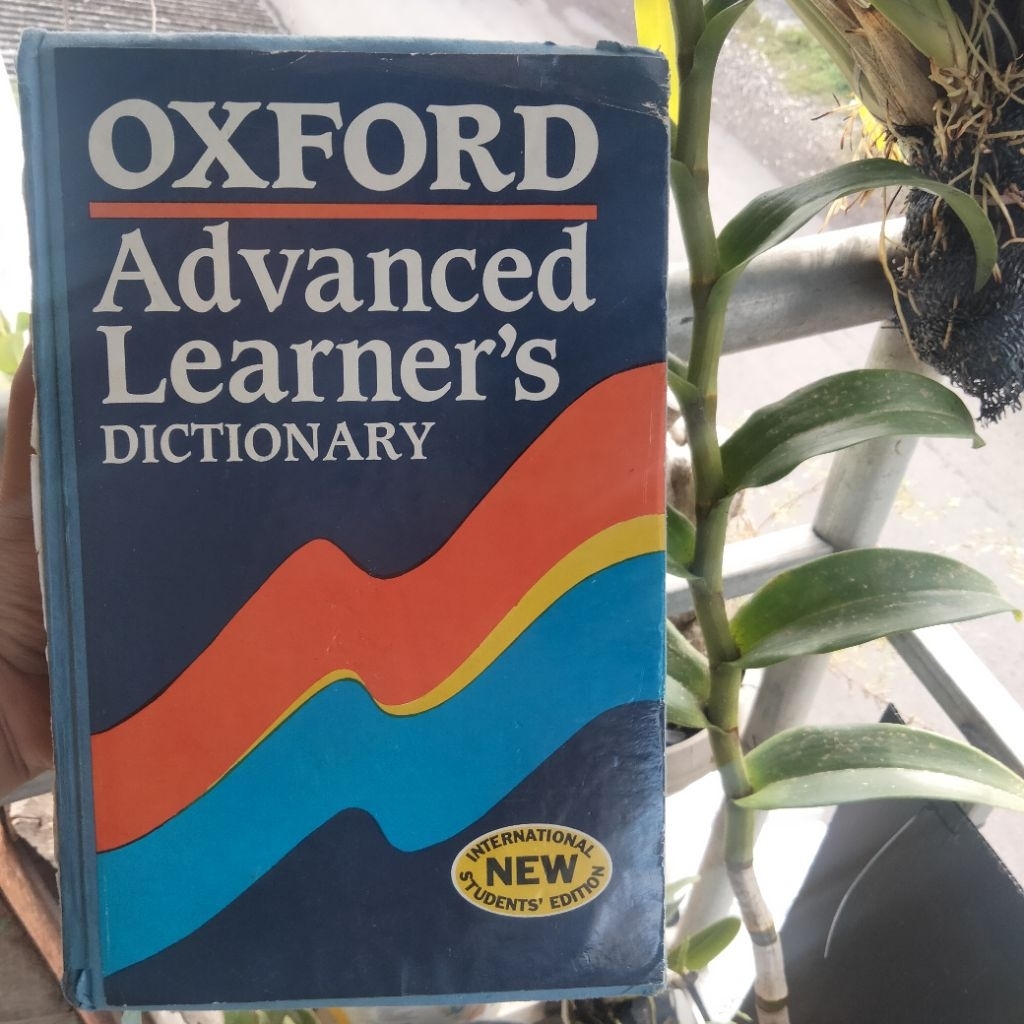 OXFORD
Advanced
Learner's
DICTIONARY
INTERNATIONAL
NEW
STUDENTS' EDITION